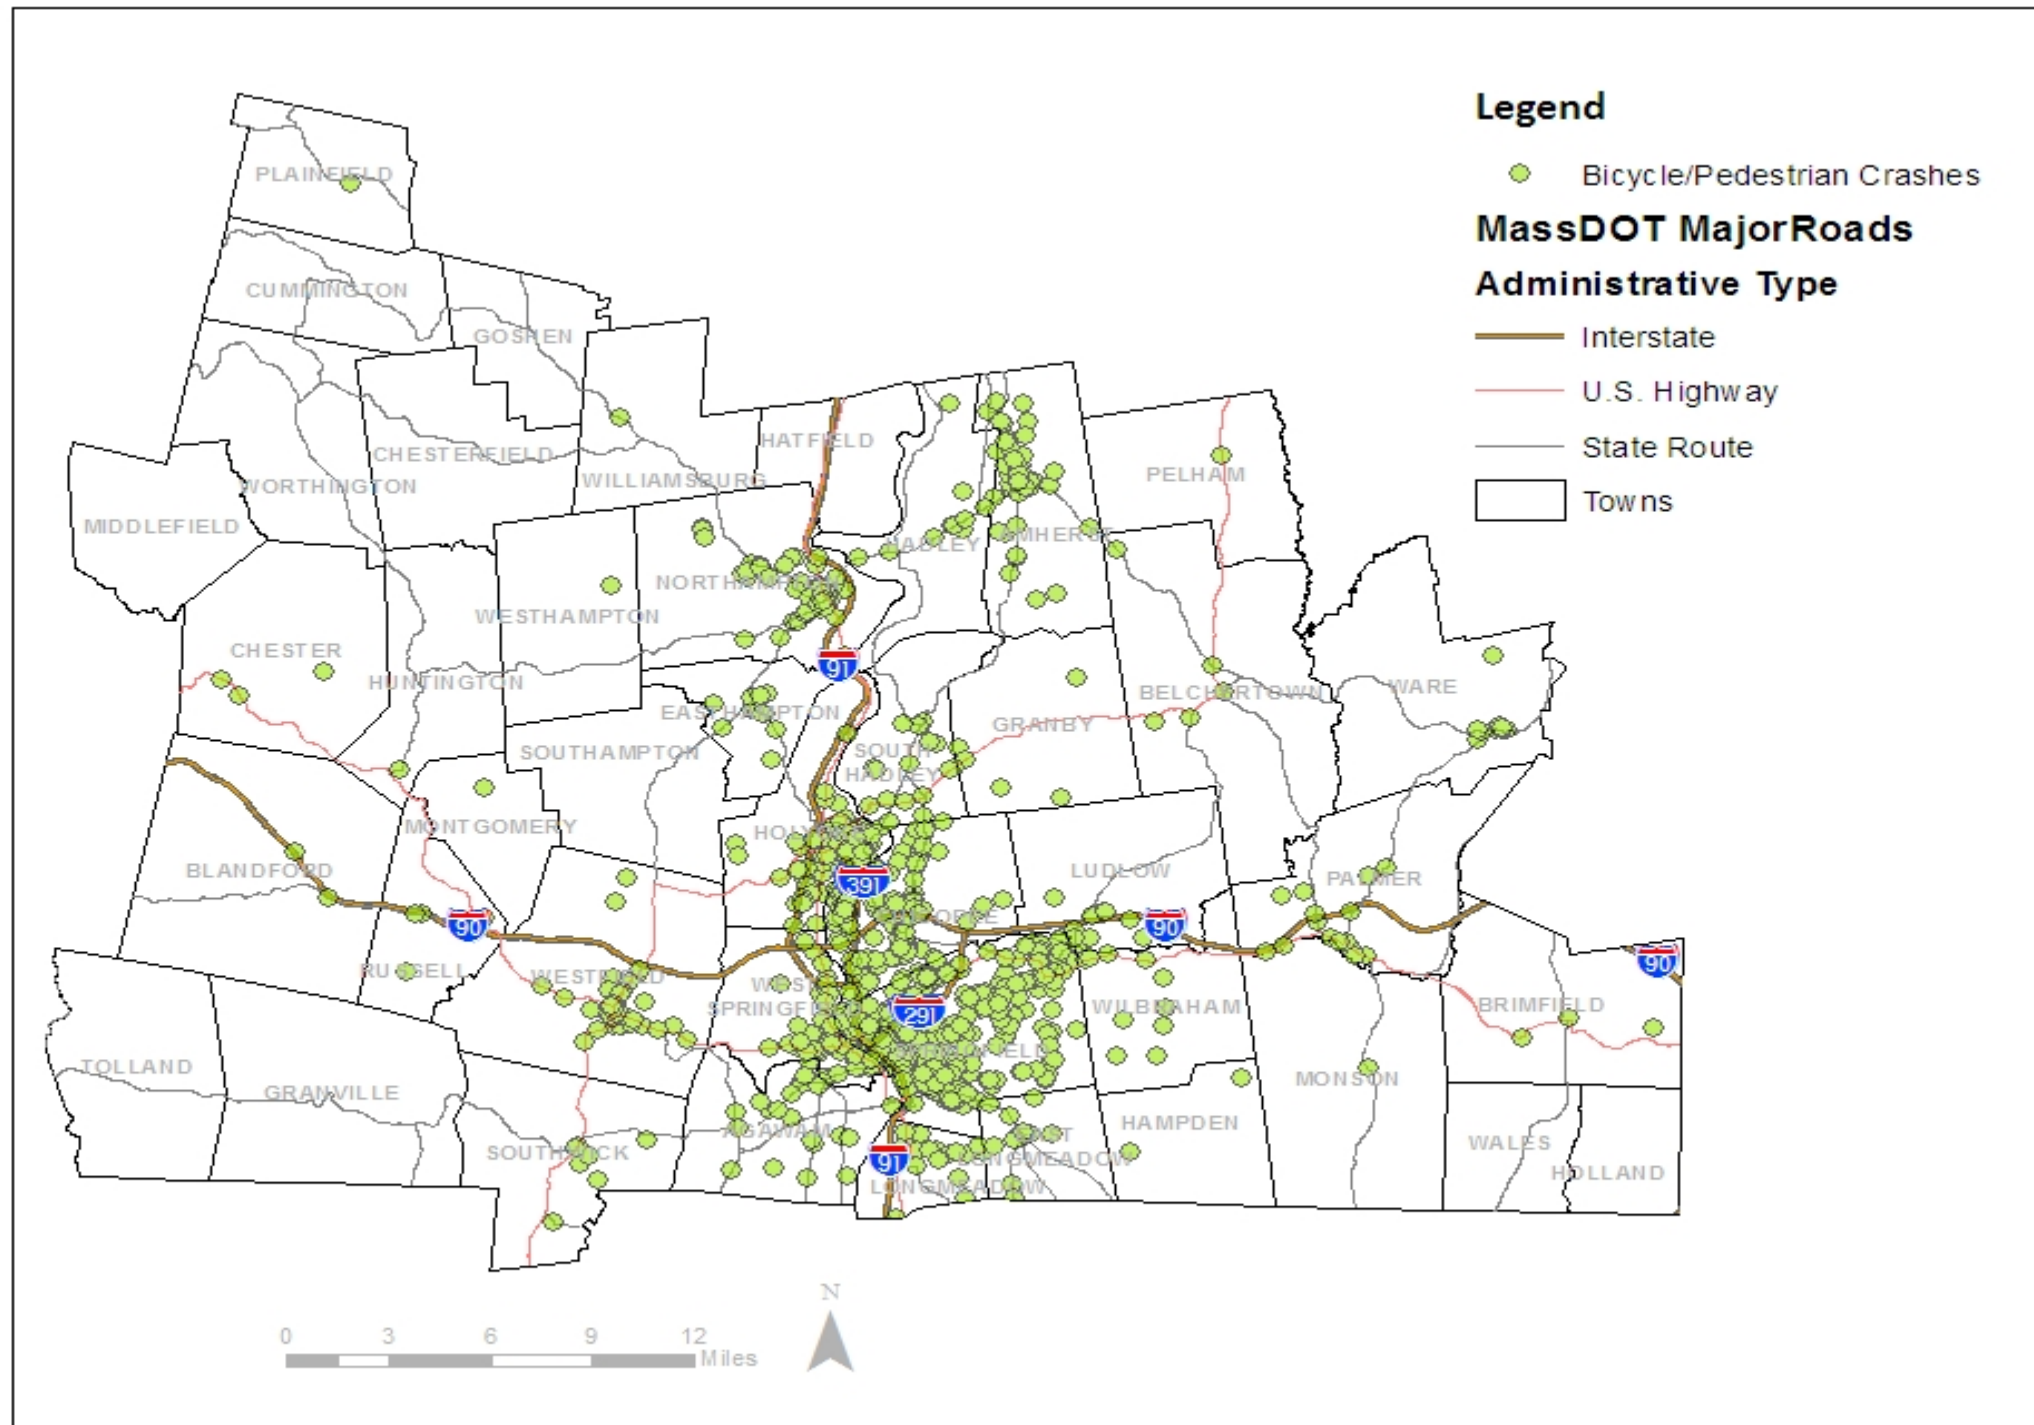 Legend
Bicycle/Pedestrian Crashes
MassDOT MajorRoads
Administrative Type
Interstate
U.S. Highway
State Route
Towns
PLAINFIELD
CUMMINGTON
GOSHEN
CHESTERFIELD
HATFIELD
WILLIAMSBURG
WORTHINGTON
PELHAM
MIDDLEFIELD
HADLEY
AMHERST
NORTHAMPTON
WESTHAMPTON
CHESTER
91
HUNTINGTON
BELCHERTOWN
WARE
EASTHAMPTON
GRANBY
SOUTHAMPTON
SOUTH
HADLEY
MONTGOMERY
HOLYOKE
BLANDFORD
391
LUDLOW
PALMER
CHICOPEE
90
90
90
RUSSELL
WESTFIELD
WEST
SPRINGFIELD
291
WILBRAHAM
BRIMFIELD
SPRINGFIELD
TOLLAND
GRANVILLE
MONSON
HAMPDEN
AGAWAM
EAST
LONGMEADOW
WALES
SOUTHWICK
91
HOLLAND
LONGMEADOW
N
0 3 6 9 12
Miles